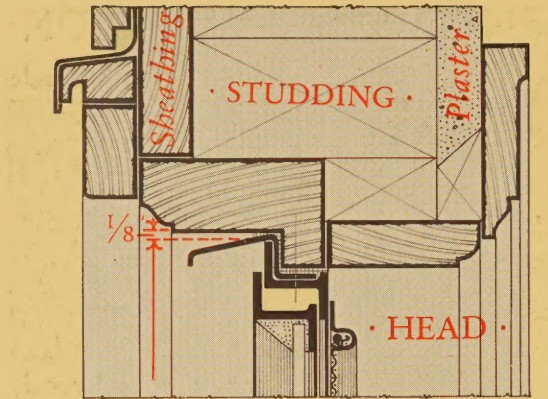 Sheathing
· STUDDING ·
Plaster
1/8"
· HEAD ·